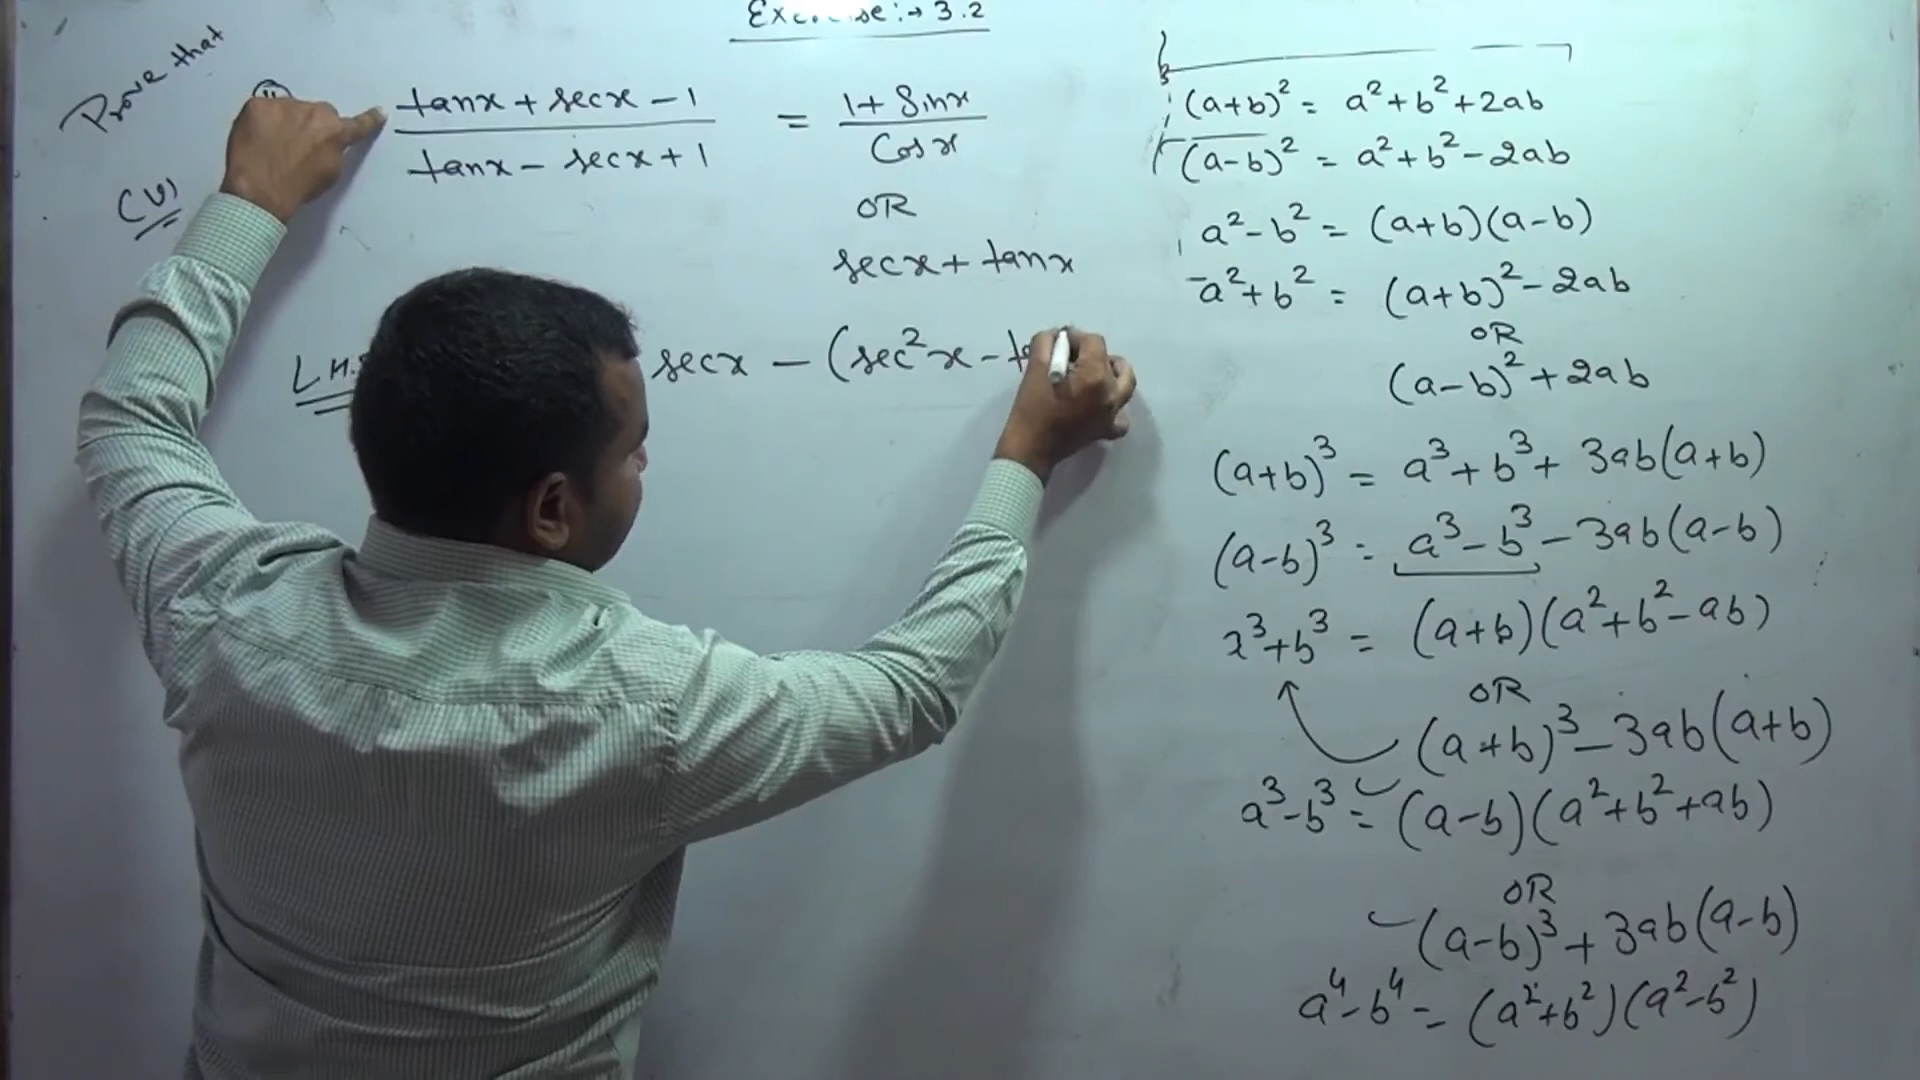 3.2
Prove that
(v)
tanx + secx - 1 / tanx - secx + 1 = 1 + Sinx / Cosx
OR
secx + tanx
L.H. secx - (sec²x -
(a+b)² = a²+b²+2ab
(a-b)² = a²+b²-2ab
a²-b² = (a+b)(a-b)
a²+b² = (a+b)²-2ab
OR
(a-b)²+2ab
(a+b)³ = a³+b³+3ab(a+b)
(a-b)³ = a³-b³-3ab(a-b)
a³+b³ = (a+b)(a²+b²-ab)
OR
(a+b)³-3ab(a+b)
a³-b³ = (a-b)(a²+b²+ab)
OR
(a-b)³+3ab(a-b)
a⁴-b⁴ = (a²+b²)(a²-b²)